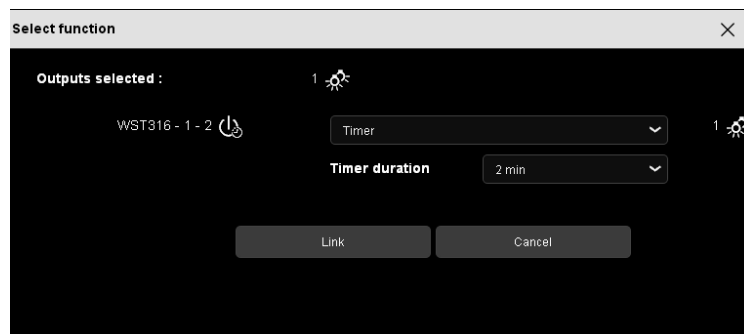 Select function
Outputs selected :
1
WST316 - 1 - 2
Timer
1
Timer duration
2 min
Link
Cancel